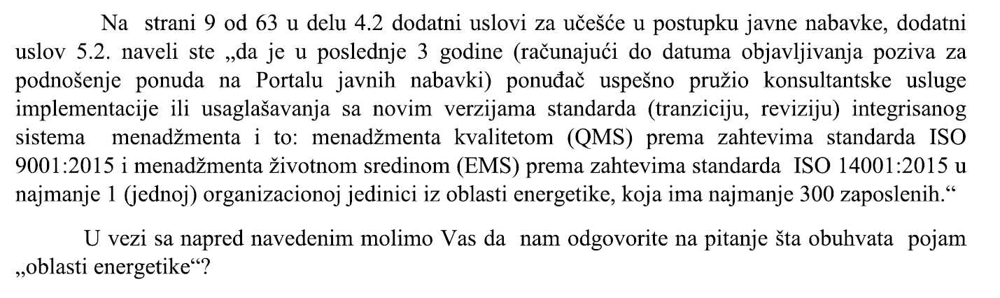 Na strani 9 od 63 u delu 4.2 dodatni uslovi za učešće u postupku javne nabavke, dodatni
uslov 5.2. naveli ste „da je u poslednje 3 godine (računajući do datuma objavljivanja poziva za
podnošenje ponuda na Portalu javnih nabavki) ponuđač uspešno pružio konsultantske usluge
implementacije ili usaglašavanja sa novim verzijama standarda (tranziciju, reviziju) integrisanog
sistema menadžmenta i to: menadžmenta kvalitetom (QMS) prema zahtevima standarda ISO
9001:2015 i menadžmenta životnom sredinom (EMS) prema zahtevima standarda ISO 14001:2015 u
najmanje 1 (jednoj) organizacionoj jedinici iz oblasti energetike, koja ima najmanje 300 zaposlenih.“
U vezi sa napred navedenim molimo Vas da nam odgovorite na pitanje šta obuhvata pojam
„oblasti energetike“?